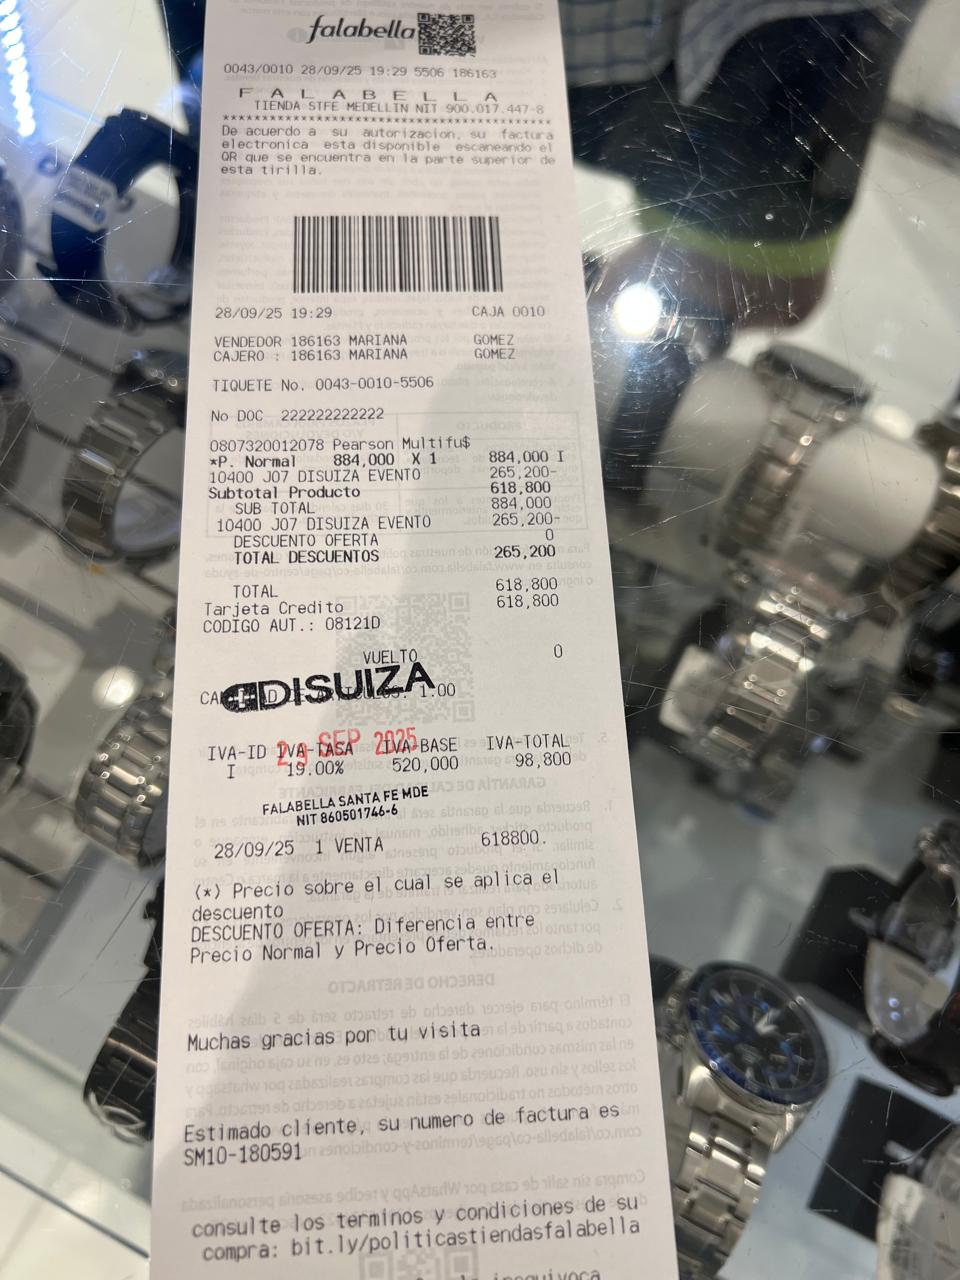 falabella
0043/0010 28/09/25 19:29 5506 186163
F A L A B E L L A
TIENDA STFE MEDELLIN NIT 900.017.447-8
****************************************
De acuerdo a su autorizacion, su factura
electronica esta disponible escaneando el
QR que se encuentra en la parte superior de
esta tirilla.
28/09/25 19:29 CAJA 0010
VENDEDOR 186163 MARIANA GOMEZ
CAJERO : 186163 MARIANA GOMEZ
TIQUETE No. 0043-0010-5506
No DOC 222222222222
0807320012078 Pearson Multifu$
*P. Normal 884,000 X 1 884,000 I
10400 J07 DISUIZA EVENTO 265,200-
Subtotal Producto 618,800
SUB TOTAL 884,000
10400 J07 DISUIZA EVENTO 265,200-
DESCUENTO OFERTA 0
TOTAL DESCUENTOS 265,200
TOTAL 618,800
Tarjeta Credito 618,800
CODIGO AUT.: 08121D
VUELTO 0
DISUIZA
1.00
SEP 2025
IVA-ID IVA-TASA IVA-BASE IVA-TOTAL
I 19.00% 520,000 98,800
FALABELLA SANTA FE MDE
NIT 860501746-6
28/09/25 1 VENTA 618800.
(*) Precio sobre el cual se aplica el
descuento
DESCUENTO OFERTA: Diferencia entre
Precio Normal y Precio Oferta.
Muchas gracias por tu visita
Estimado cliente, su numero de factura es
SM10-180591
consulte los terminos y condiciones de su
compra: bit.ly/politicastiendasfalabella